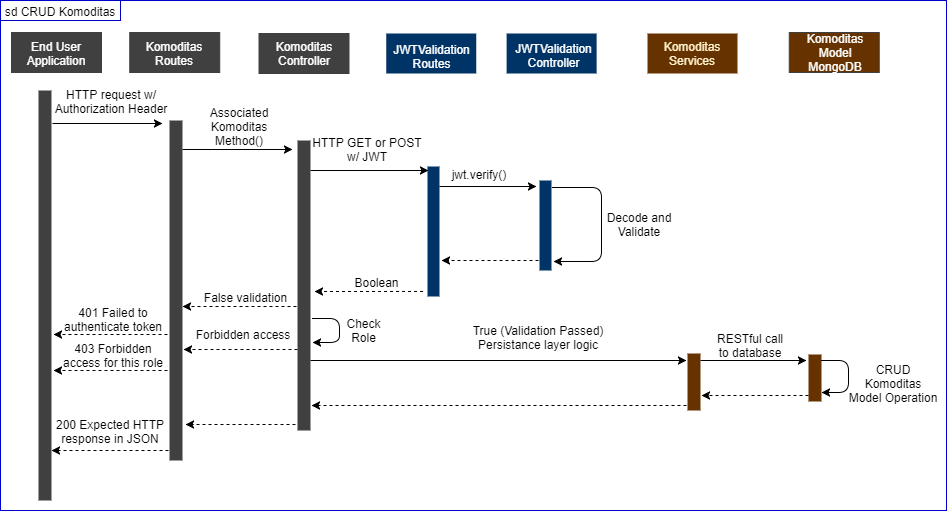 sd CRUD Komoditas
End User
Application
Komoditas
Routes
Komoditas
Controller
JWTValidation
Routes
JWTValidation
Controller
Komoditas
Services
Komoditas
Model
MongoDB
HTTP request w/
Authorization Header
Associated
Komoditas
Method()
HTTP GET or POST
w/ JWT
jwt.verify()
Decode and
Validate
Boolean
False validation
401 Failed to
authenticate token
Check
Role
Forbidden access
403 Forbidden
access for this role
True (Validation Passed)
Persistance layer logic
RESTful call
to database
CRUD
Komoditas
Model Operation
200 Expected HTTP
response in JSON